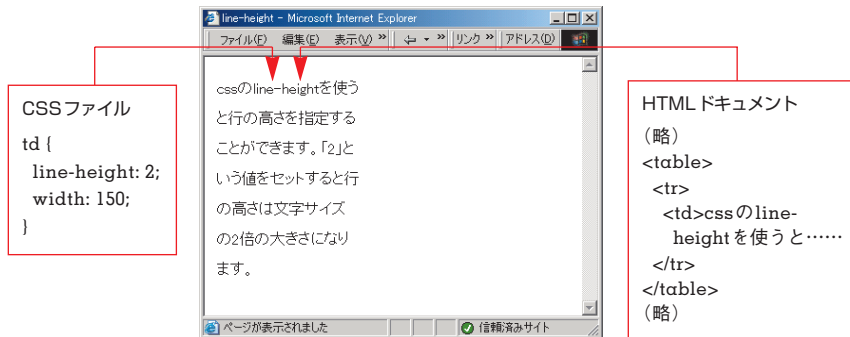 line-height - Microsoft Internet Explorer
ファイル(F) 編集(E) 表示(V) » リンク » アドレス(D)
cssのline-heightを使う
と行の高さを指定する
ことができます。「2」と
いう値をセットすると行
の高さは文字サイズ
の2倍の大きさになり
ます。
ページが表示されました 信頼済みサイト
CSSファイル
td {
line-height: 2;
width: 150;
}
HTMLドキュメント
(略)
<table>
<tr>
<td>cssのline-
heightを使うと……
</tr>
</table>
(略)